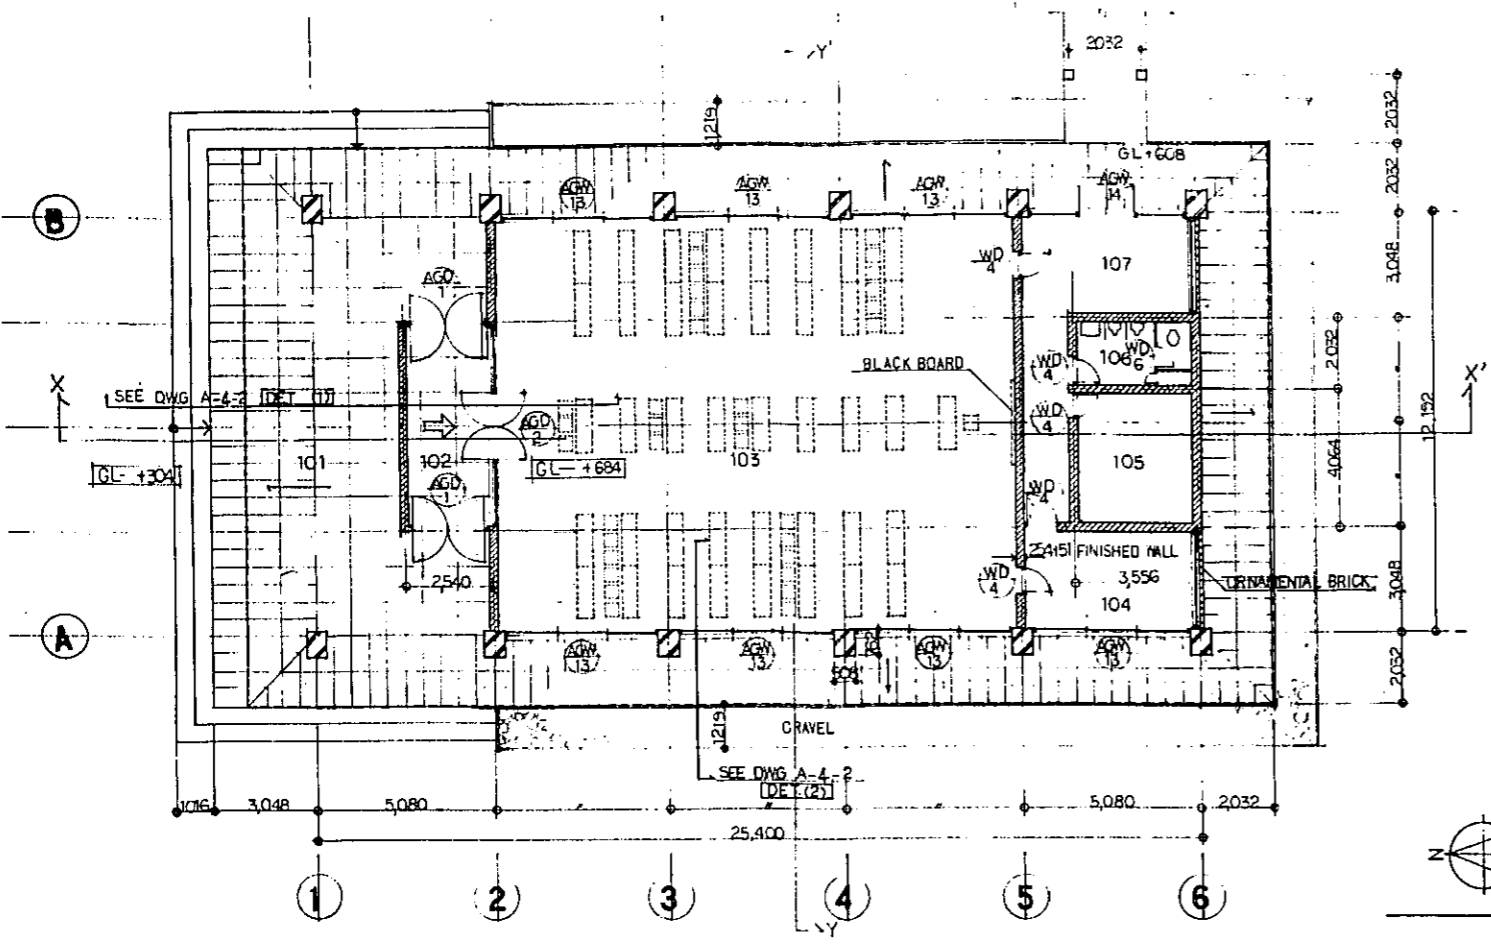 Y'
2032
1219
2032
GL+608
B
AGW
13
AGW
13
AGW
13
AGW
14
2032
WD
4
107
3,048
AGD
1
BLACK BOARD
WD
4
106
WD
6
2032
X
SEE DWG A-4-2 DET (1)
X'
AGD
2
WD
4
12,192
101
102
103
105
4064
GL- +304
GL- +684
AGD
1
WD
4
FINISHED WALL
2540
WD
4
3,556
ORNAMENTAL BRICK
104
3,048
A
AGW
13
AGW
13
AGW
13
AGW
13
508
2,032
1219
GRAVEL
SEE DWG A-4-2
DET (2)
1016
3,048
5,080
5,080
2,032
25,400
N
1
2
3
4
5
6
Y